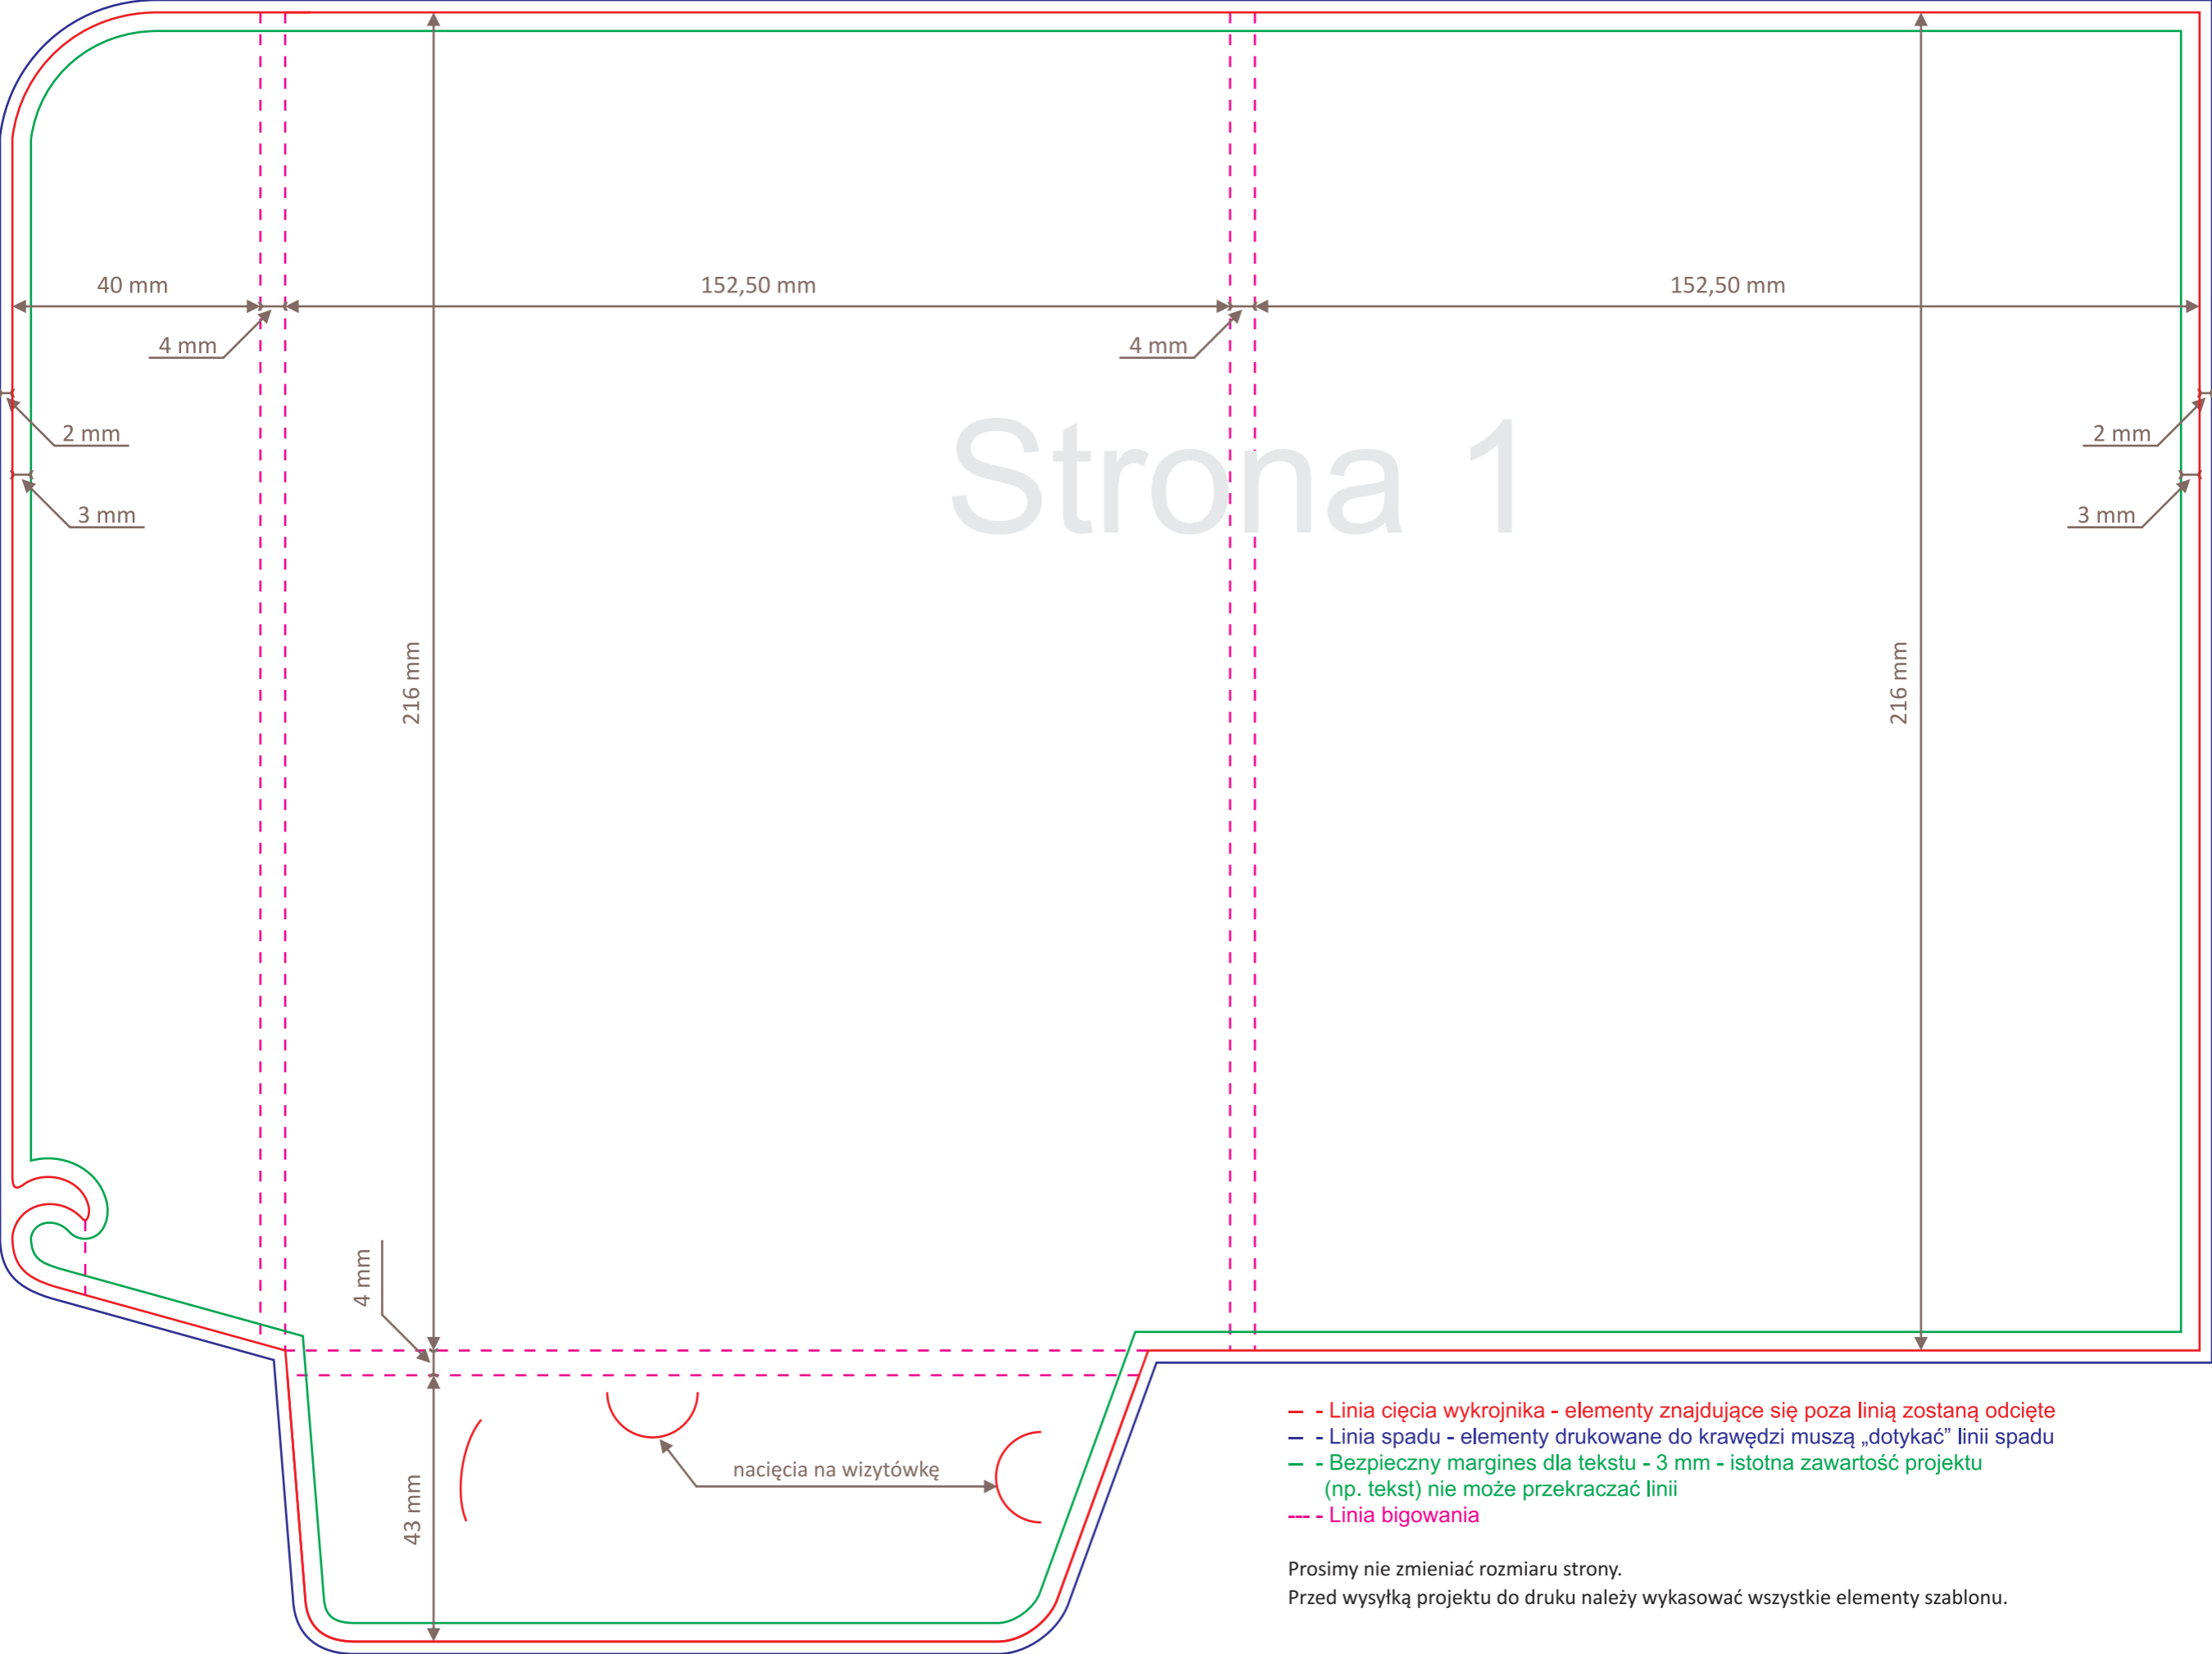 40 mm
152,50 mm
152,50 mm
4 mm
4 mm
2 mm
2 mm
Strona 1
3 mm
3 mm
216 mm
216 mm
4 mm
nacięcia na wizytówkę
43 mm
— - Linia cięcia wykrojnika - elementy znajdujące się poza linią zostaną odcięte
— - Linia spadu - elementy drukowane do krawędzi muszą „dotykać” linii spadu
— - Bezpieczny margines dla tekstu - 3 mm - istotna zawartość projektu
(np. tekst) nie może przekraczać linii
--- - Linia bigowania
Prosimy nie zmieniać rozmiaru strony.
Przed wysyłką projektu do druku należy wykasować wszystkie elementy szablonu.